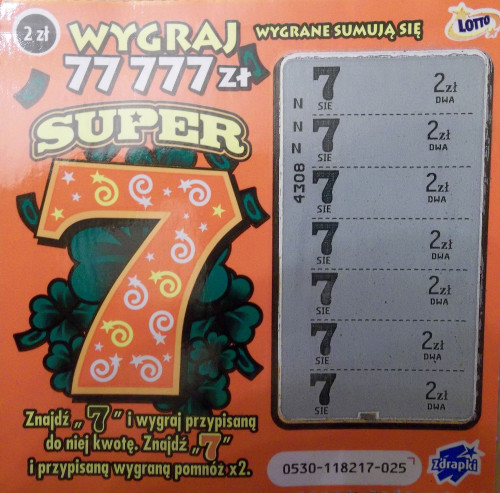 2 zł
WYGRAJ
77 777 zł
WYGRANE SUMUJĄ SIĘ
LOTTO
SUPER
7
Znajdź „7" i wygraj przypisaną
do niej kwotę. Znajdź „7"
i przypisaną wygraną pomnóż x2.
4308 N N N
7 2zł
SIE DWA
7 2zł
SIE DWA
7 2zł
SIE DWA
7 2zł
SIE DWA
7 2zł
SIE DWA
7 2zł
SIE DWA
7 2zł
SIE DWA
0530-118217-025
Zdrapki